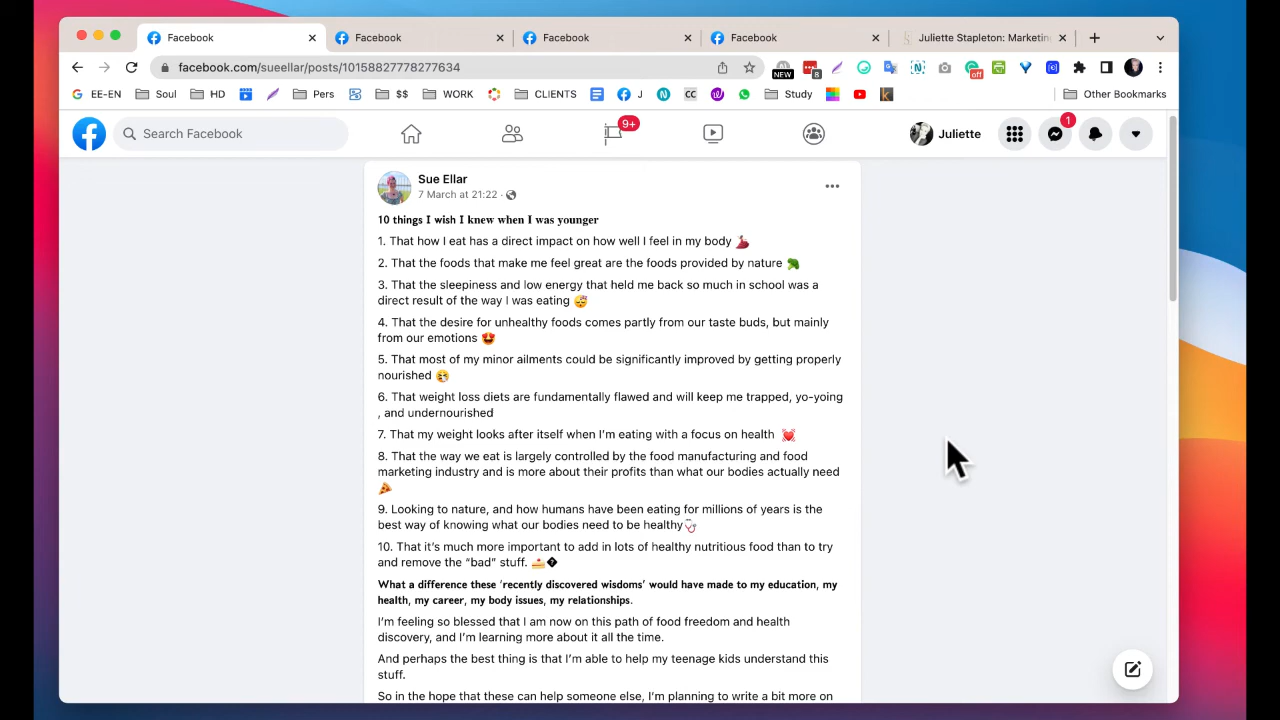 Facebook
Facebook
Facebook
Facebook
Juliette Stapleton: Marketin
facebook.com/sueellar/posts/10158827778277634
NEW
8
off
EE-EN
Soul
HD
Pers
$$
WORK
CLIENTS
J
CC
Study
Other Bookmarks
Search Facebook
9+
Juliette
1
Sue Ellar
7 March at 21:22 ·
10 things I wish I knew when I was younger
1. That how I eat has a direct impact on how well I feel in my body 💃
2. That the foods that make me feel great are the foods provided by nature 🥦
3. That the sleepiness and low energy that held me back so much in school was a
direct result of the way I was eating 😴
4. That the desire for unhealthy foods comes partly from our taste buds, but mainly
from our emotions 😍
5. That most of my minor ailments could be significantly improved by getting properly
nourished 🤧
6. That weight loss diets are fundamentally flawed and will keep me trapped, yo-yoing
, and undernourished
7. That my weight looks after itself when I'm eating with a focus on health 💓
8. That the way we eat is largely controlled by the food manufacturing and food
marketing industry and is more about their profits than what our bodies actually need
🍕
9. Looking to nature, and how humans have been eating for millions of years is the
best way of knowing what our bodies need to be healthy🩺
10. That it's much more important to add in lots of healthy nutritious food than to try
and remove the “bad” stuff. 🍰�
What a difference these ‘recently discovered wisdoms’ would have made to my education, my
health, my career, my body issues, my relationships.
I'm feeling so blessed that I am now on this path of food freedom and health
discovery, and I'm learning more about it all the time.
And perhaps the best thing is that I'm able to help my teenage kids understand this
stuff.
So in the hope that these can help someone else, I'm planning to write a bit more on